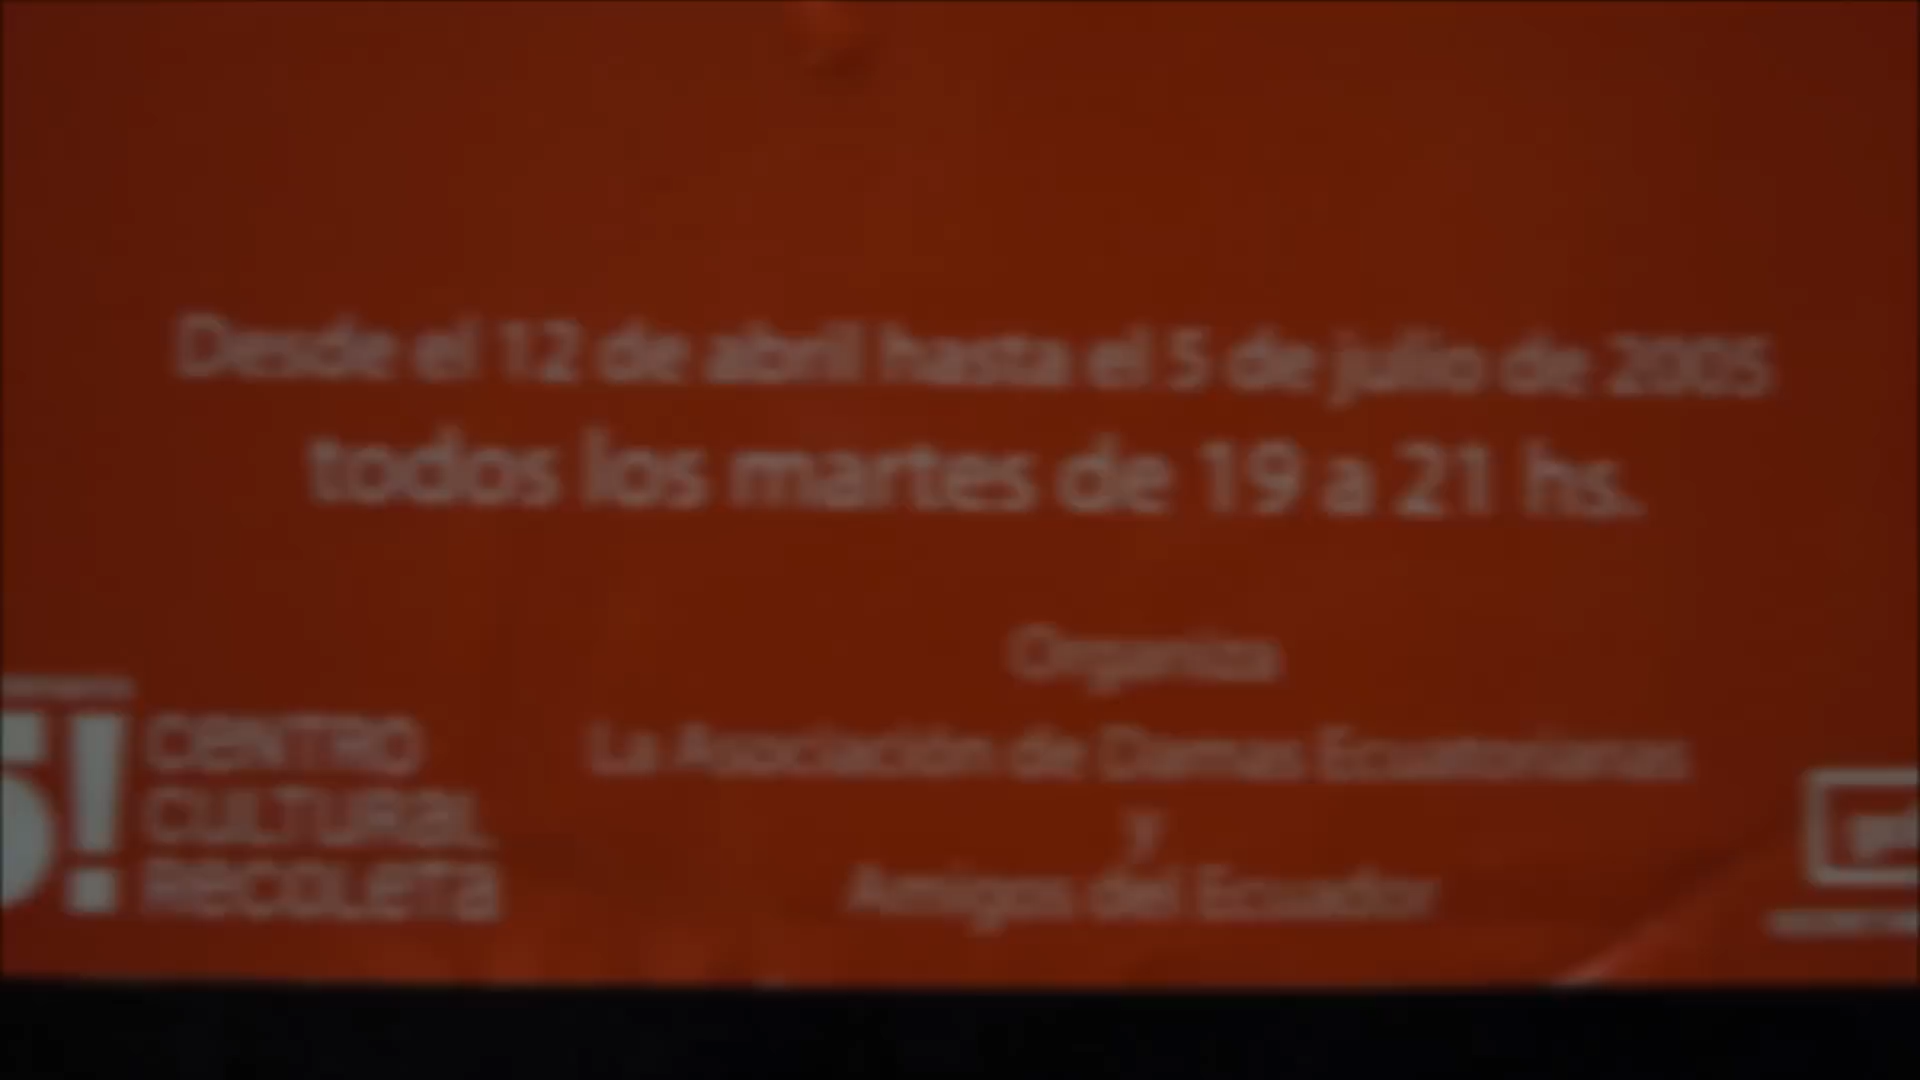 Desde el 12 de abril hasta el 5 de julio de 2005
todos los martes de 19 a 21 hs.
Organiza
La Asociación de Damas Ecuatorianas
y
Amigos del Ecuador
5!
CENTRO
CULTURAL
RECOLETA